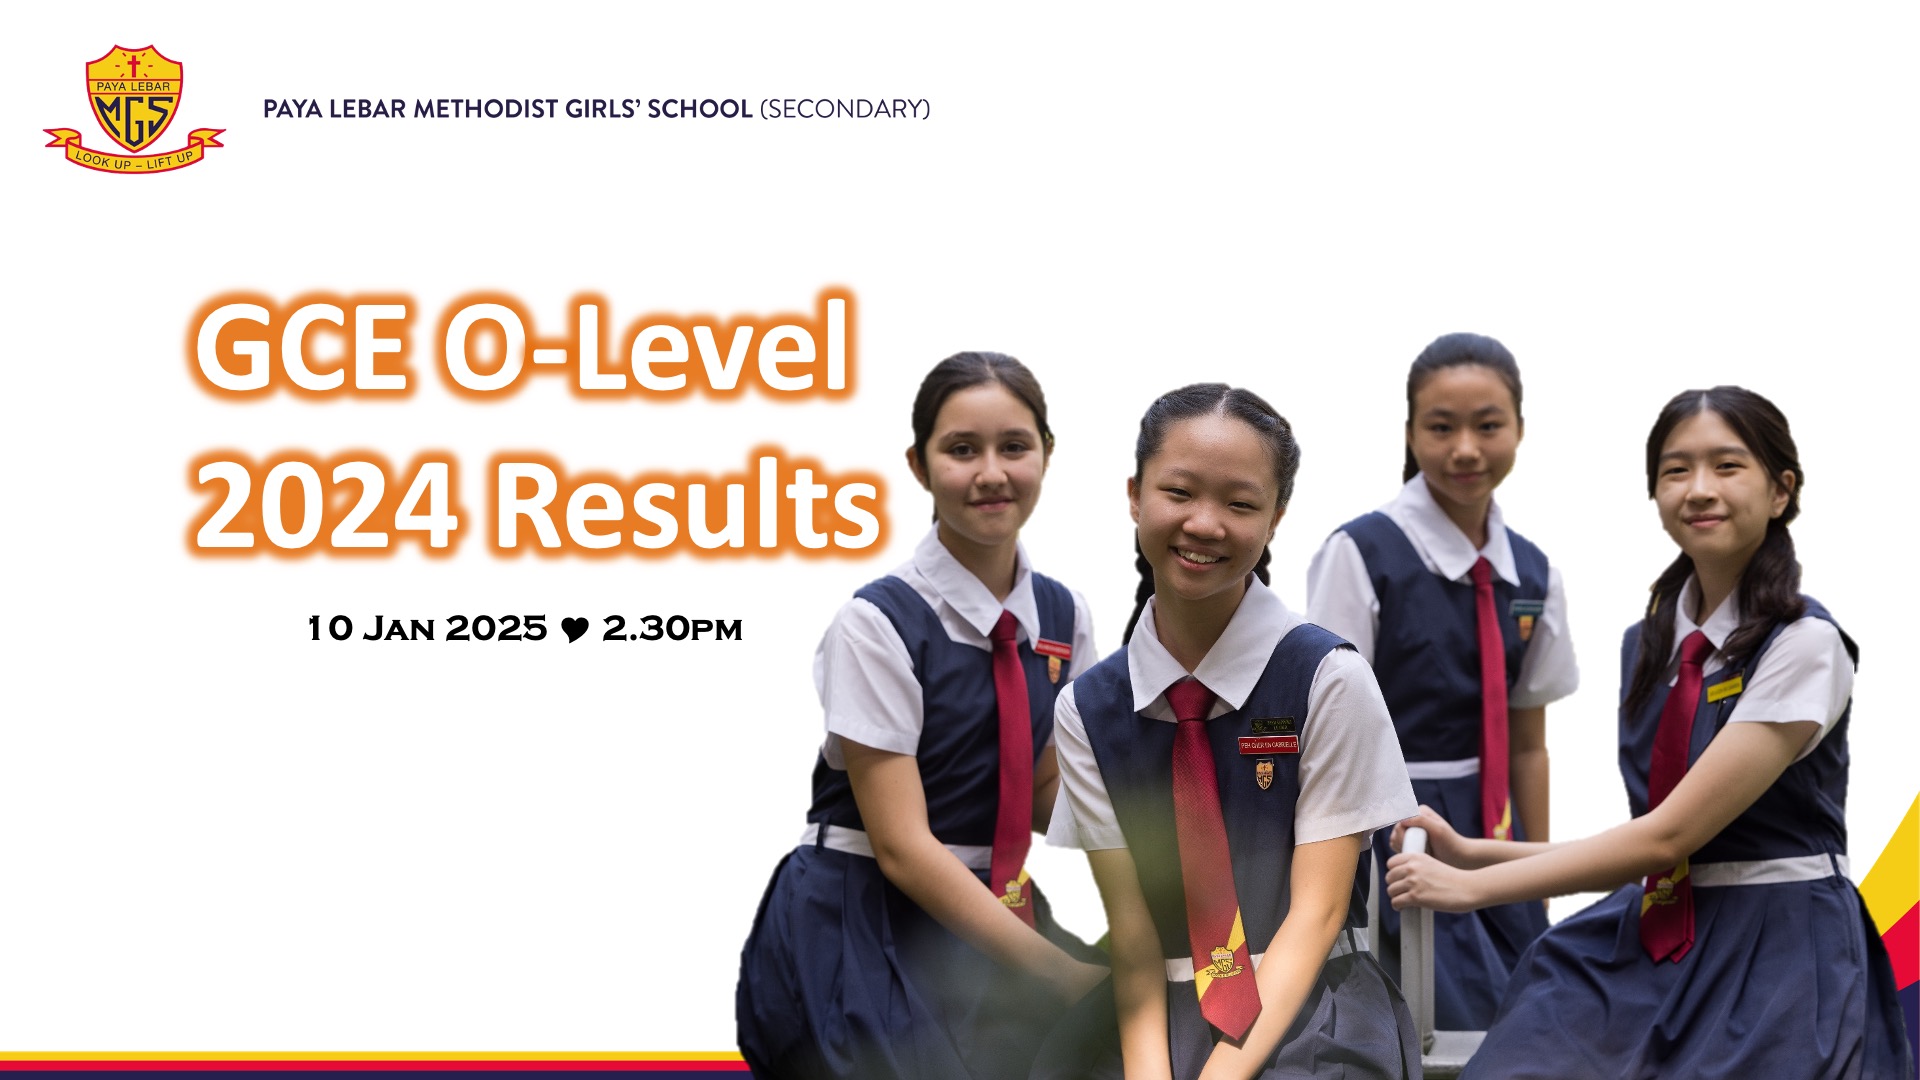 PAYA LEBAR
MGS
LOOK UP – LIFT UP
PAYA LEBAR METHODIST GIRLS’ SCHOOL (SECONDARY)
GCE O-Level
2024 Results
10 JAN 2025 ♥ 2.30PM
MGS